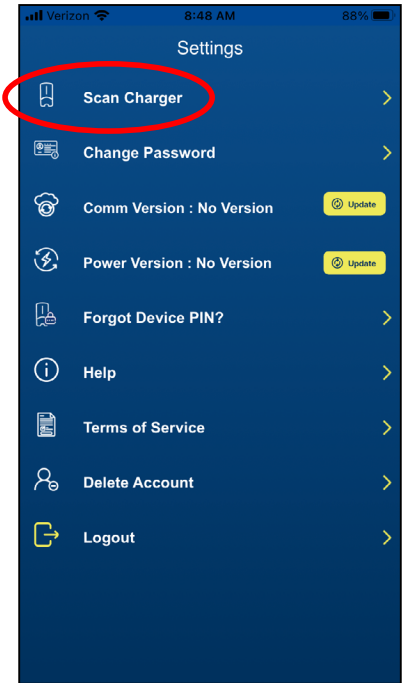 Verizon 8:48 AM 88%
Settings
Scan Charger
Change Password
Comm Version : No Version Update
Power Version : No Version Update
Forgot Device PIN?
Help
Terms of Service
Delete Account
Logout